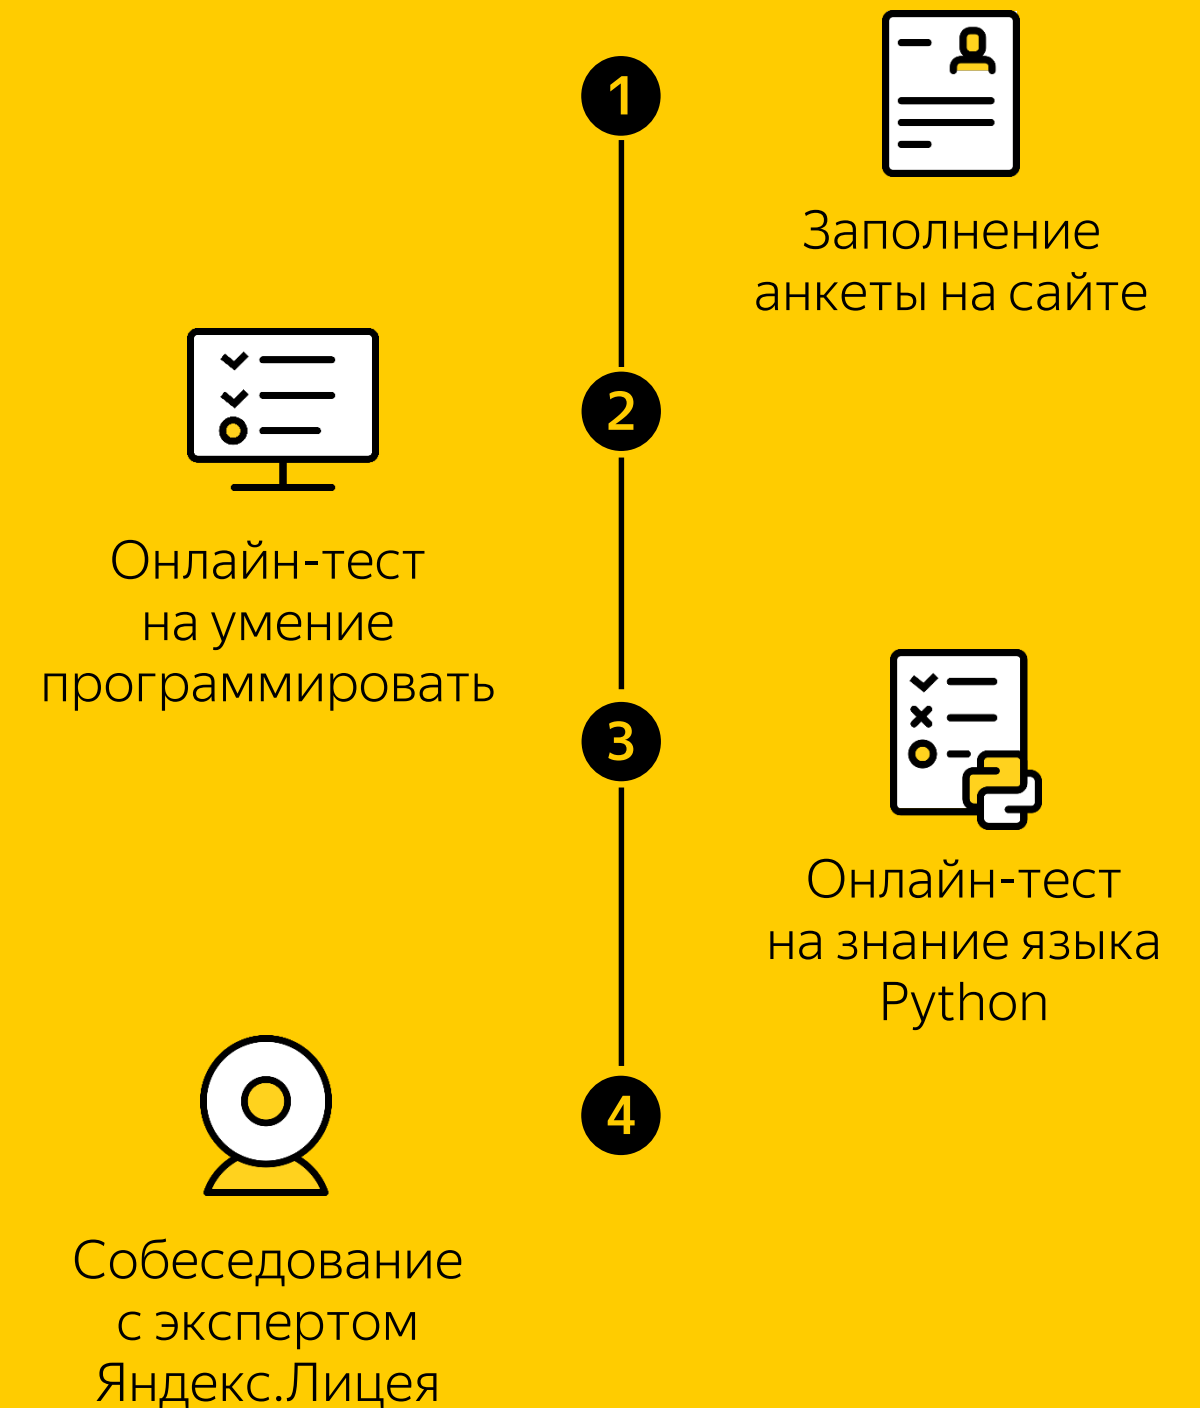 1
Заполнение
анкеты на сайте
2
Онлайн-тест
на умение
программировать
3
Онлайн-тест
на знание языка
Python
4
Собеседование
с экспертом
Яндекс.Лицея